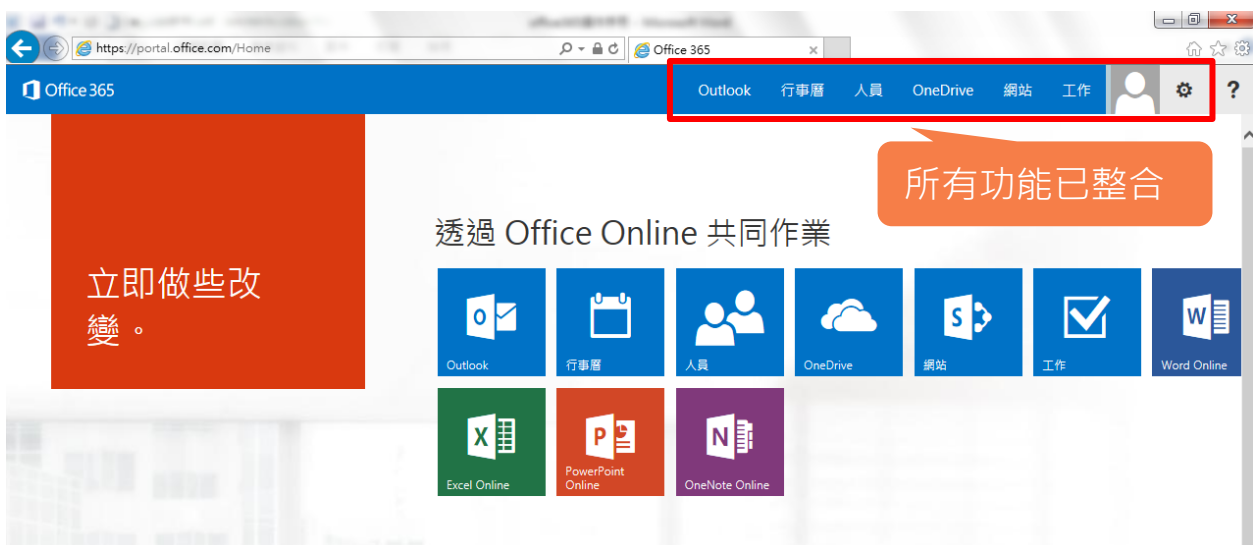 https://portal.office.com/Home
Office 365
Office 365 Outlook 行事曆 人員 OneDrive 網站 工作 ?
所有功能已整合
透過 Office Online 共同作業
立即做些改
變。
Outlook 行事曆 人員 OneDrive 網站 工作 Word Online
Excel Online PowerPoint Online OneNote Online